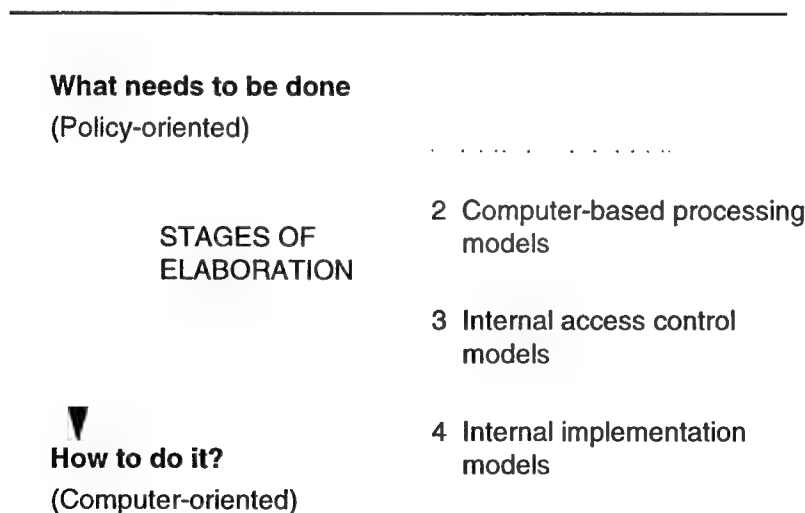 What needs to be done
(Policy-oriented)
STAGES OF
ELABORATION
2 Computer-based processing
models
3 Internal access control
models
4 Internal implementation
models
How to do it?
(Computer-oriented)